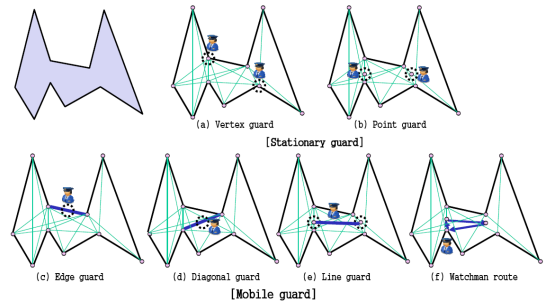 (a) Vertex guard
(b) Point guard
[Stationary guard]
(c) Edge guard
(d) Diagonal guard
(e) Line guard
(f) Watchman route
[Mobile guard]